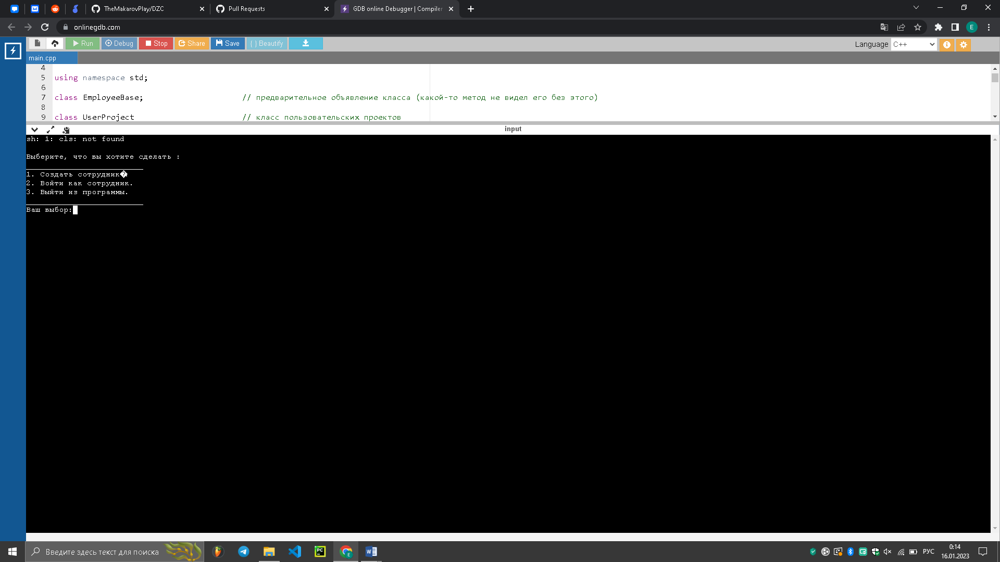 TheMakarovPlay/DZC
Pull Requests
GDB online Debugger | Compiler
onlinegdb.com
E
Run
Debug
Stop
Share
Save
{ } Beautify
Language
C++
main.cpp
4
5 using namespace std;
6
7 class EmployeeBase; // предварительное объявление класса (какой-то метод не видел его без этого)
8
9 class UserProject // класс пользовательских проектов
input
sh: 1: cls: not found
Выберите, что вы хотите сделать :
_________________________
1. Создать сотрудник�
2. Войти как сотрудник.
3. Выйти из программы.
_________________________
Ваш выбор:
Введите здесь текст для поиска
PC
E
РУС
0:14
16.01.2023